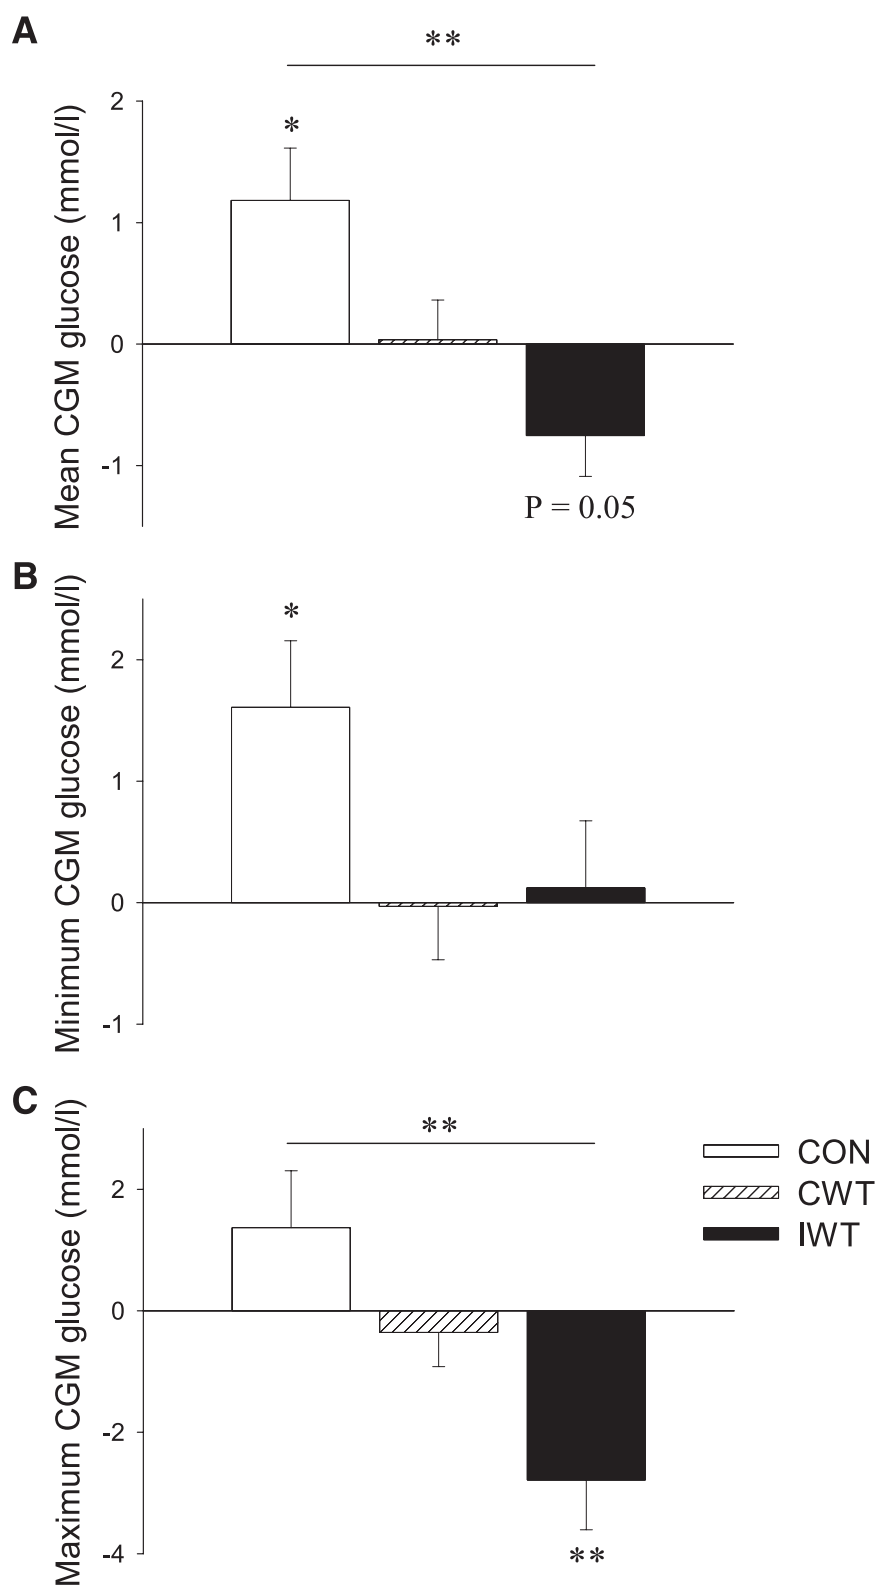 A
**
Mean CGM glucose (mmol/l)
2
1
0
-1
*
P = 0.05
B
Minimum CGM glucose (mmol/l)
2
1
0
-1
*
C
Maximum CGM glucose (mmol/l)
2
0
-2
-4
**
**
CON
CWT
IWT